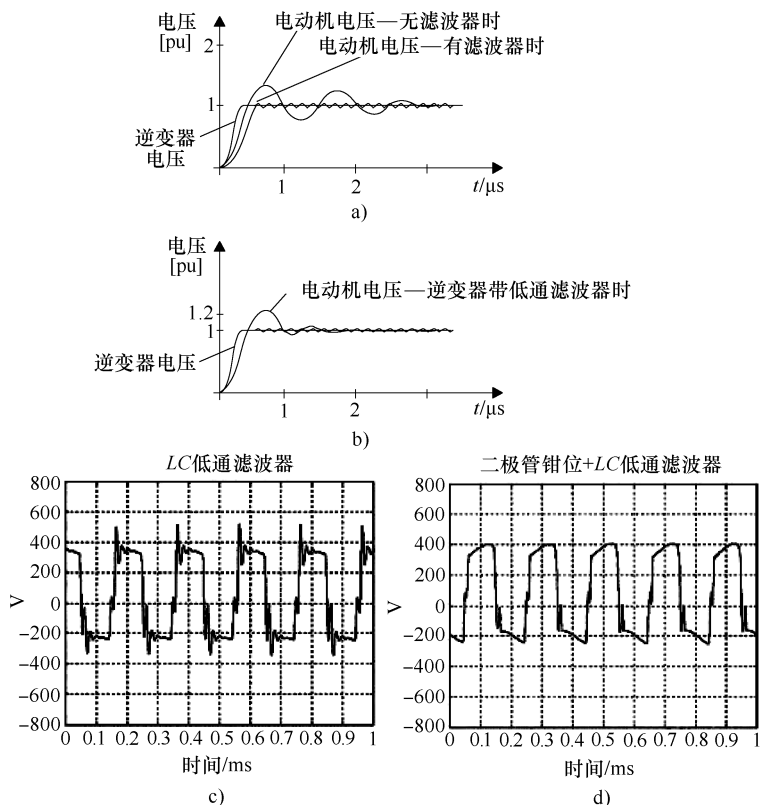 电压
[pu]
电动机电压—无滤波器时
电动机电压—有滤波器时
2
1
逆变器
电压
1
2
t/μs
a)
电压
[pu]
电动机电压—逆变器带低通滤波器时
1.2
1
逆变器电压
1
2
t/μs
b)
LC低通滤波器
800
600
400
200
0
-200
-400
-600
-800
V
0 0.1 0.2 0.3 0.4 0.5 0.6 0.7 0.8 0.9 1
时间/ms
c)
二极管钳位+LC低通滤波器
800
600
400
200
0
-200
-400
-600
-800
V
0 0.1 0.2 0.3 0.4 0.5 0.6 0.7 0.8 0.9 1
时间/ms
d)